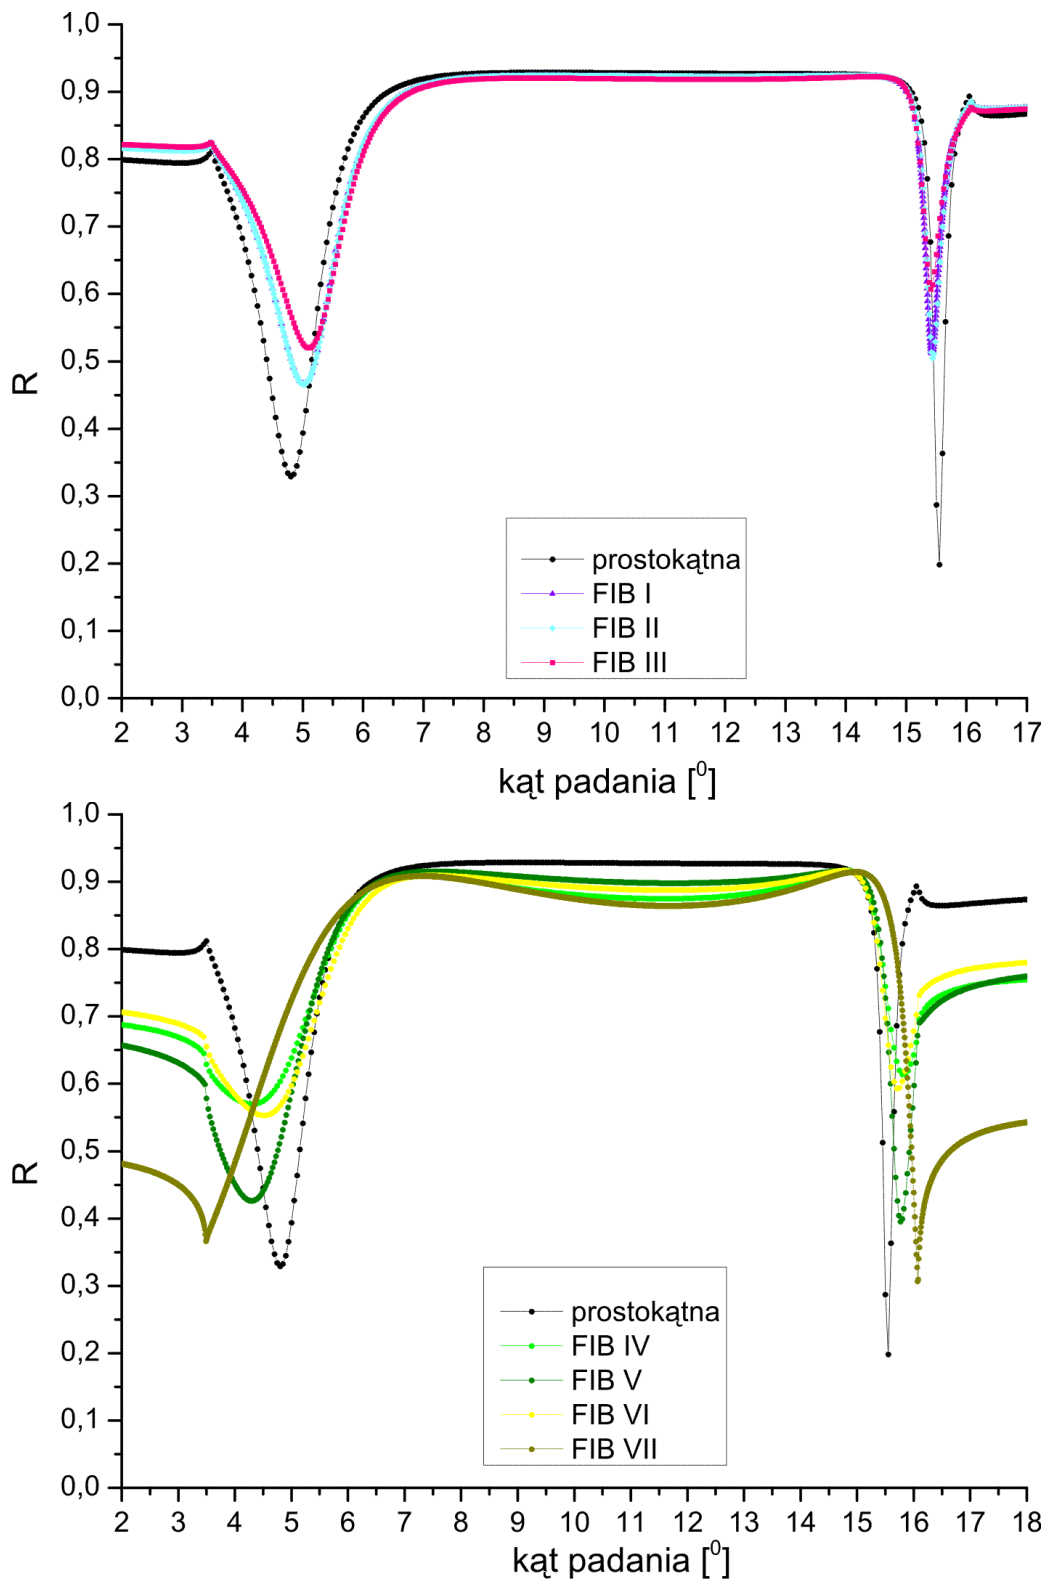 1,0
0,9
0,8
0,7
0,6
0,5
0,4
0,3
0,2
0,1
0,0
R
prostokątna
FIB I
FIB II
FIB III
2 3 4 5 6 7 8 9 10 11 12 13 14 15 16 17
kąt padania [⁰]
1,0
0,9
0,8
0,7
0,6
0,5
0,4
0,3
0,2
0,1
0,0
R
prostokątna
FIB IV
FIB V
FIB VI
FIB VII
2 3 4 5 6 7 8 9 10 11 12 13 14 15 16 17 18
kąt padania [⁰]